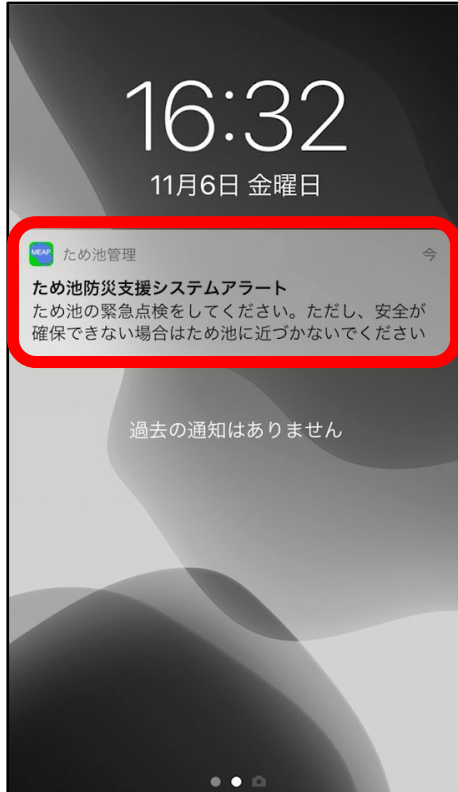 16:32
11月6日 金曜日
MEAP ため池管理 今
ため池防災支援システムアラート
ため池の緊急点検をしてください。ただし、安全が
確保できない場合はため池に近づかないでください
過去の通知はありません